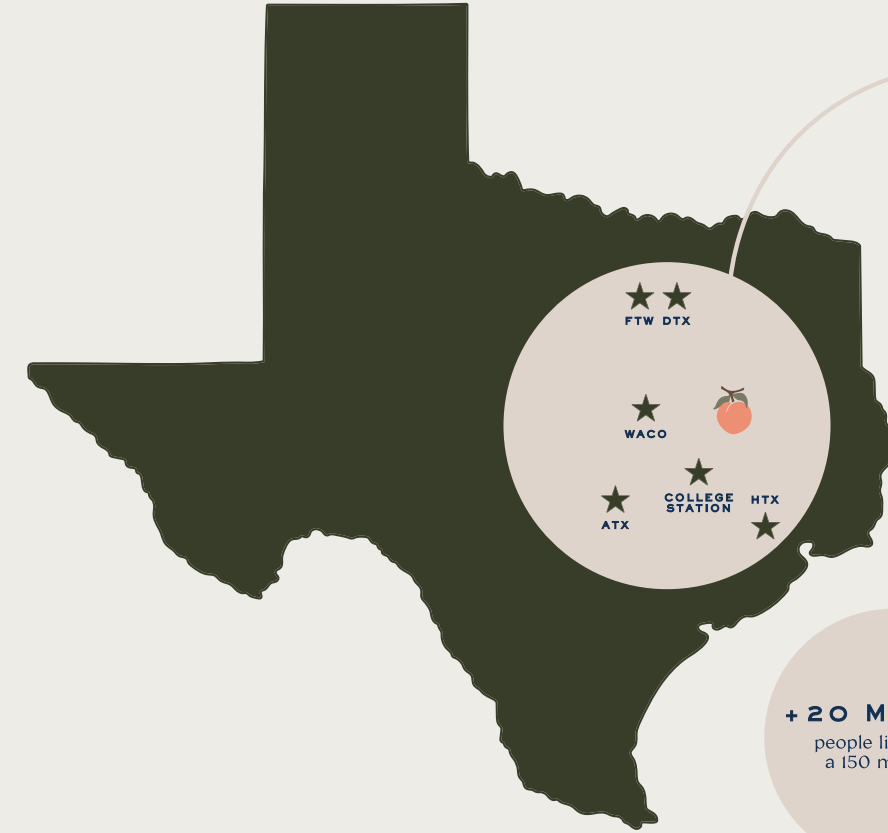 FTW DTX
WACO
COLLEGE
STATION
HTX
ATX
+20 M
people li
a 150 m